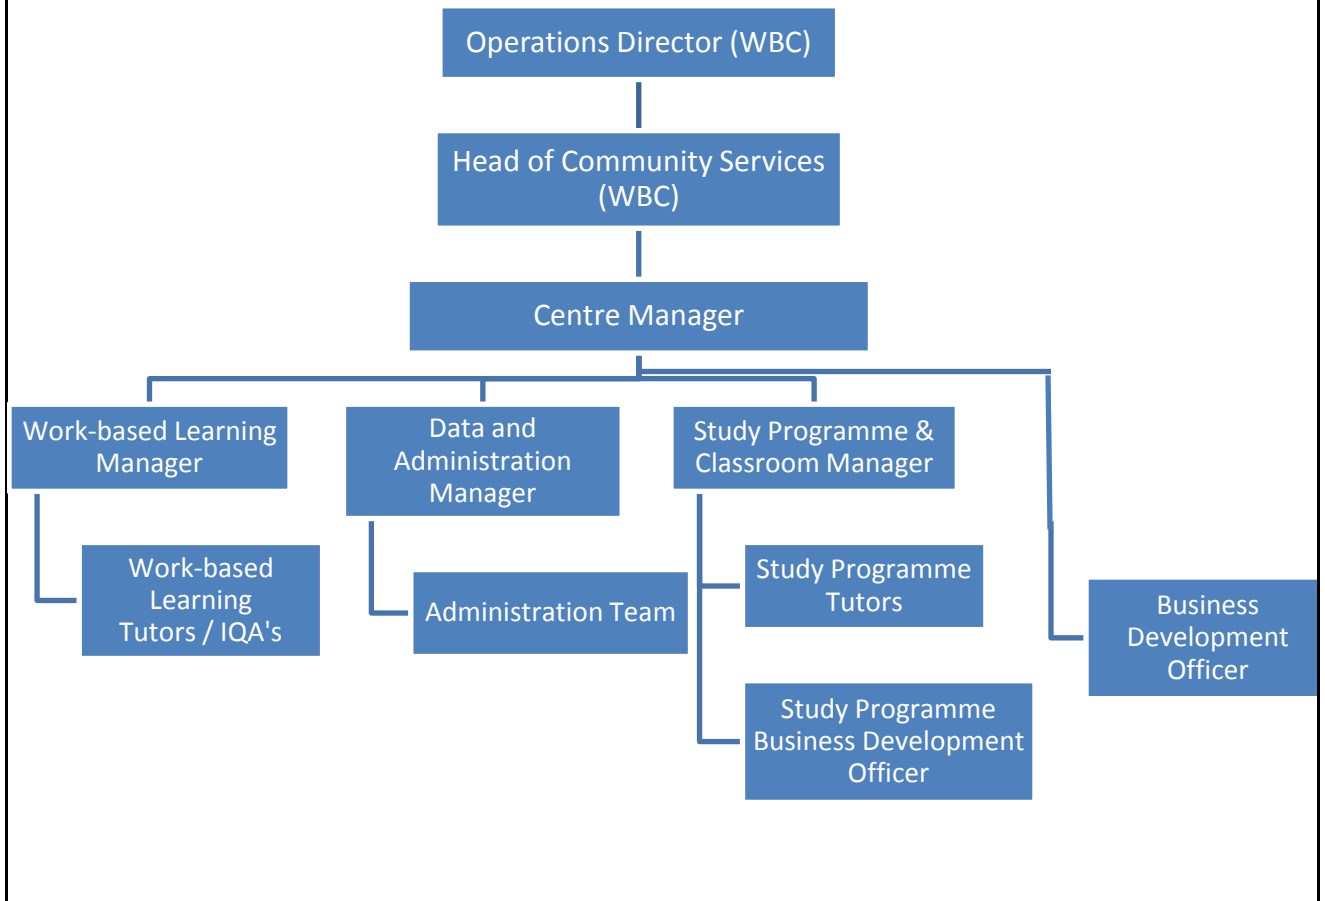 Operations Director (WBC)
Head of Community Services
(WBC)
Centre Manager
Work-based Learning
Manager
Data and
Administration
Manager
Study Programme &
Classroom Manager
Work-based
Learning
Tutors / IQA's
Administration Team
Study Programme
Tutors
Business
Development
Officer
Study Programme
Business Development
Officer